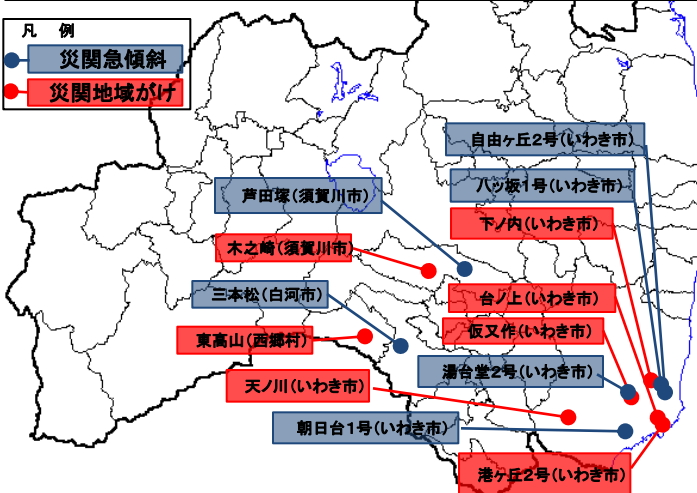 凡　例
災関急傾斜
災関地域がけ
自由ヶ丘2号(いわき市)
八ッ坂1号(いわき市)
芦田塚(須賀川市)
下ノ内(いわき市)
木之崎(須賀川市)
三本松(白河市)
台ノ上(いわき市)
仮又作(いわき市)
東高山(西郷村)
湯台堂2号(いわき市)
天ノ川(いわき市)
朝日台1号(いわき市)
港ヶ丘2号(いわき市)